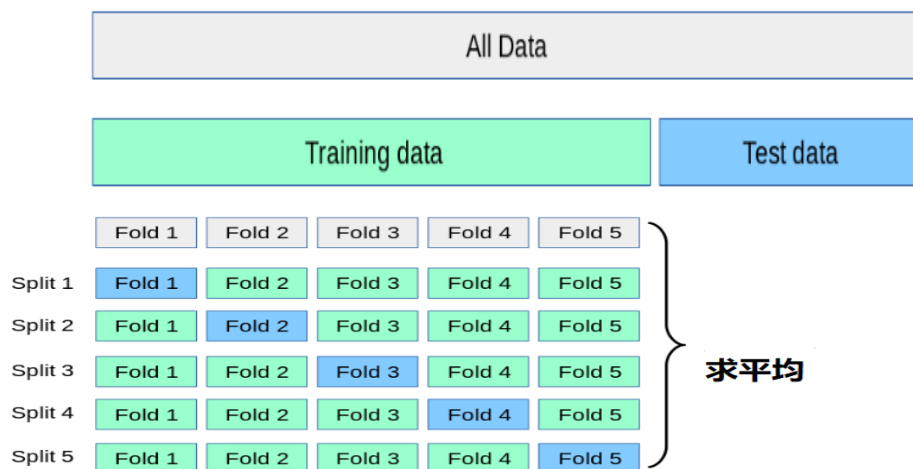 All Data
Training data Test data
Fold 1 Fold 2 Fold 3 Fold 4 Fold 5
Split 1 Fold 1 Fold 2 Fold 3 Fold 4 Fold 5
Split 2 Fold 1 Fold 2 Fold 3 Fold 4 Fold 5
Split 3 Fold 1 Fold 2 Fold 3 Fold 4 Fold 5
求平均
Split 4 Fold 1 Fold 2 Fold 3 Fold 4 Fold 5
Split 5 Fold 1 Fold 2 Fold 3 Fold 4 Fold 5